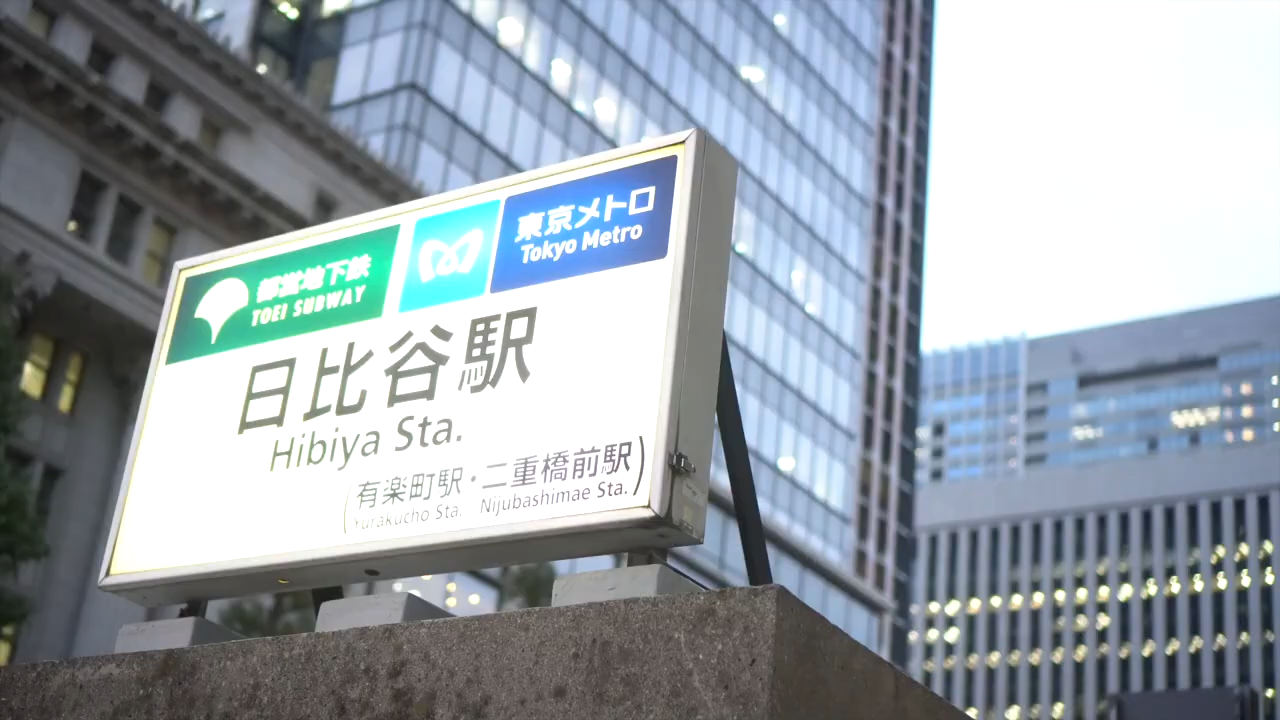 都営地下鉄
TOEI SUBWAY
東京メトロ
Tokyo Metro
日比谷駅
Hibiya Sta.
(有楽町駅・二重橋前駅)
Yurakucho Sta. Nijubashimae Sta.